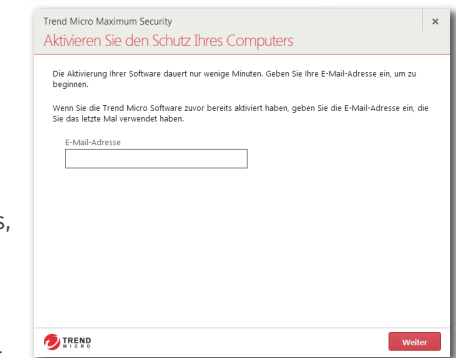 Trend Micro Maximum Security
Aktivieren Sie den Schutz Ihres Computers
Die Aktivierung Ihrer Software dauert nur wenige Minuten. Geben Sie Ihre E-Mail-Adresse ein, um zu
beginnen.
Wenn Sie die Trend Micro Software zuvor bereits aktiviert haben, geben Sie die E-Mail-Adresse ein, die
Sie das letzte Mal verwendet haben.
E-Mail-Adresse
s,
TREND
MICRO
Weiter